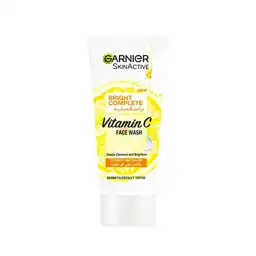 GARNIER
SKINACTIVE
BRIGHT
COMPLETE
Vitamin C
FACE WASH
Deeply Cleanses and Brightens
DERMATOLOGICALLY TESTED